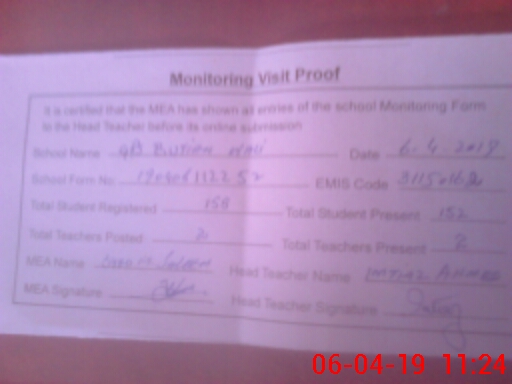 Monitoring Visit Proof
It is certified that the MEA has shown all entries of the school Monitoring Form
to the Head Teacher before its online submission
School Name Date 6.4.2019
School Form No EMIS Code
Total Student Registered 159 Total Student Present 152
Total Teachers Posted 2 Total Teachers Present 2
MEA Name Head Teacher Name IMTIAZ AHMED
MEA Signature Head Teacher Signature
06-04-19 11:24